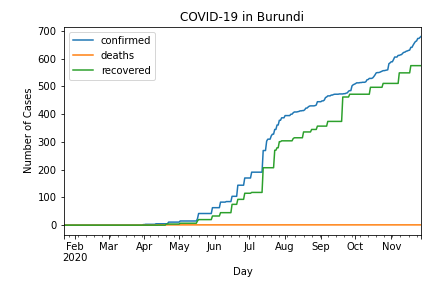 COVID-19 in Burundi
confirmed
deaths
recovered
Number of Cases
700
600
500
400
300
200
100
0
Feb Mar Apr May Jun Jul Aug Sep Oct Nov
2020
Day